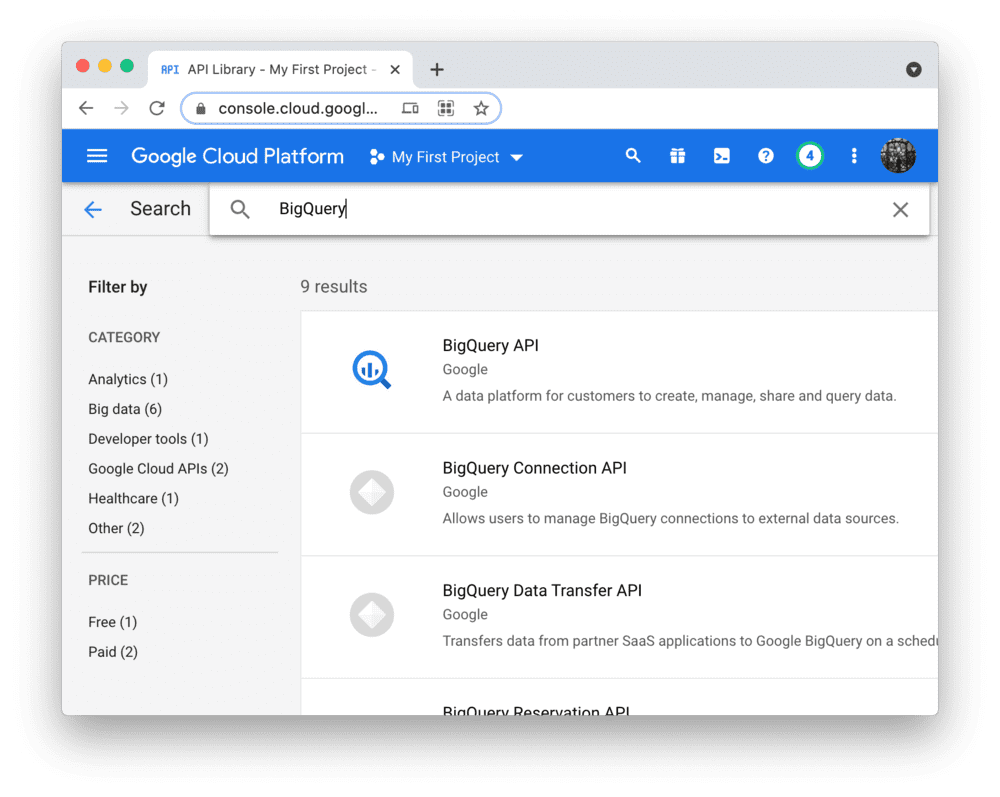 API API Library - My First Project -
console.cloud.googl...
Google Cloud Platform My First Project 4
Search BigQuery
Filter by
9 results
CATEGORY
Analytics (1)
Big data (6)
Developer tools (1)
Google Cloud APIs (2)
Healthcare (1)
Other (2)
PRICE
Free (1)
Paid (2)
BigQuery API
Google
A data platform for customers to create, manage, share and query data.
BigQuery Connection API
Google
Allows users to manage BigQuery connections to external data sources.
BigQuery Data Transfer API
Google
Transfers data from partner SaaS applications to Google BigQuery on a schedu
BigQuery Reservation API